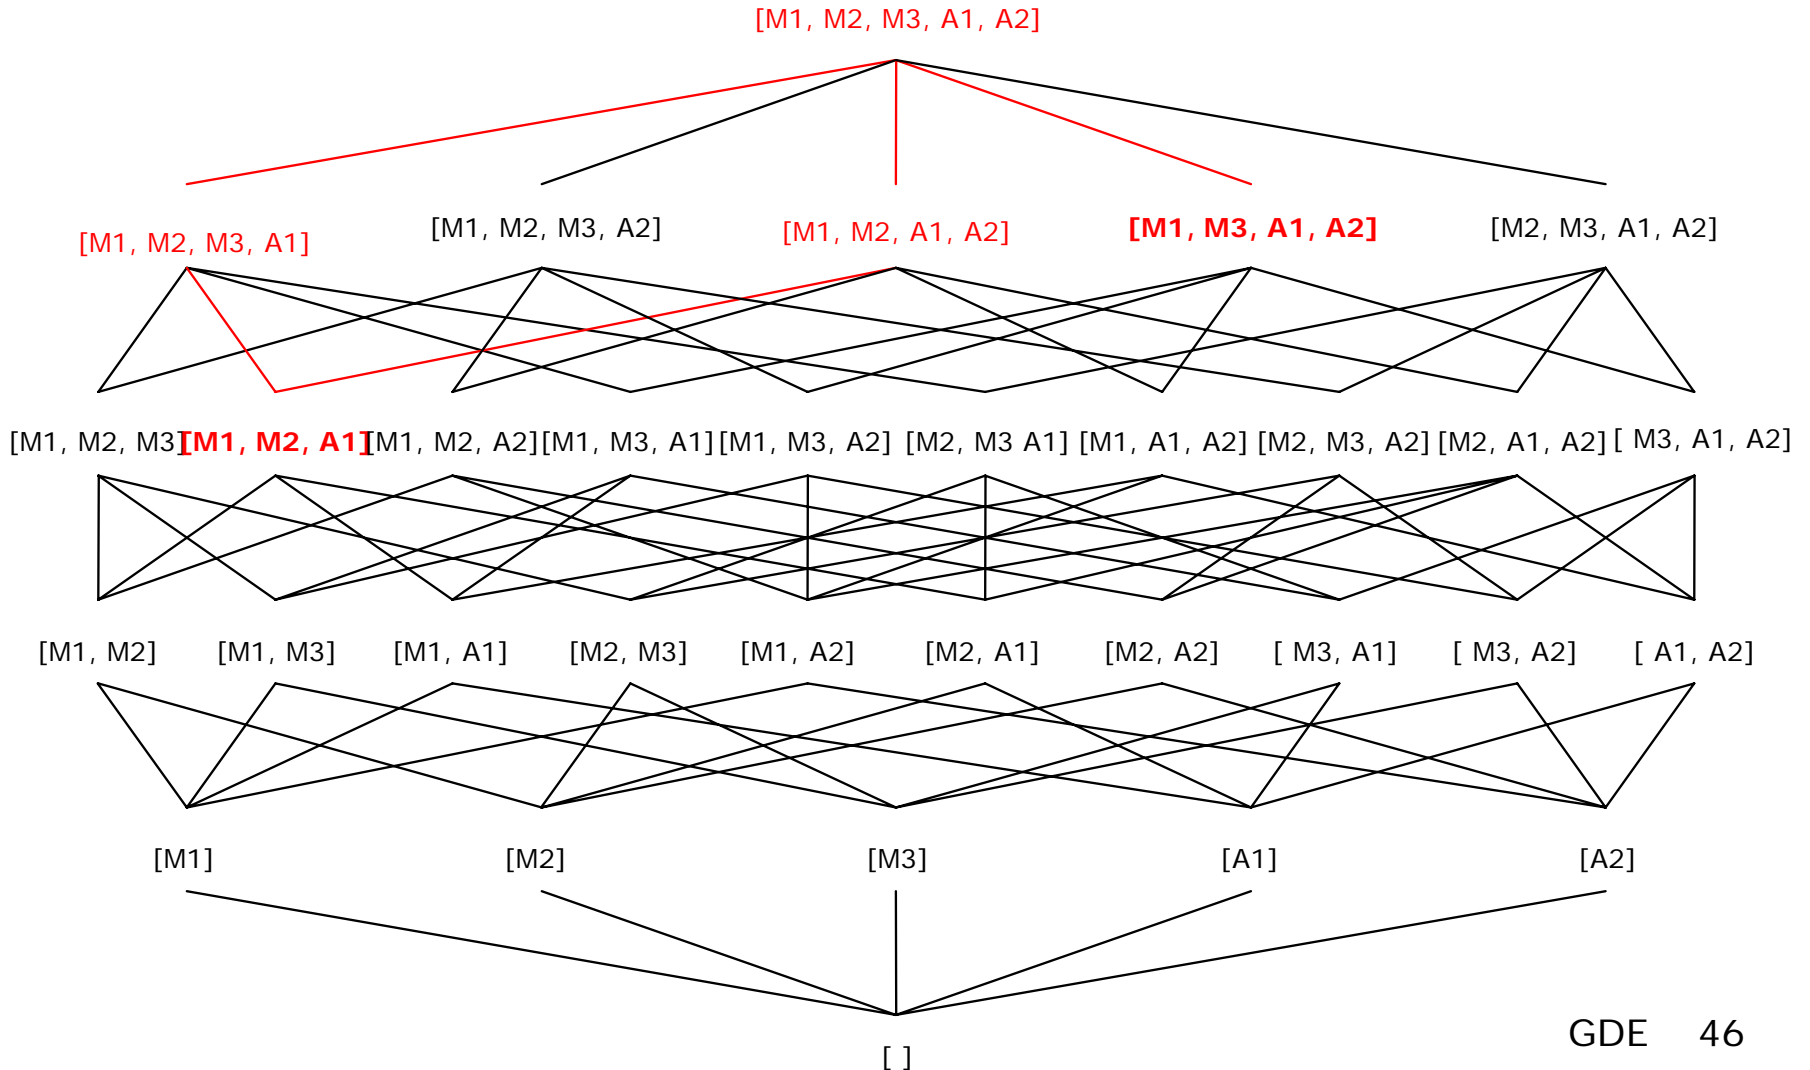 [M1, M2, M3, A1, A2]
[M1, M2, M3, A1] [M1, M2, M3, A2] [M1, M2, A1, A2] [M1, M3, A1, A2] [M2, M3, A1, A2]
[M1, M2, M3] [M1, M2, A1] [M1, M2, A2] [M1, M3, A1] [M1, M3, A2] [M2, M3 A1] [M1, A1, A2] [M2, M3, A2] [M2, A1, A2] [ M3, A1, A2]
[M1, M2] [M1, M3] [M1, A1] [M2, M3] [M1, A2] [M2, A1] [M2, A2] [ M3, A1] [ M3, A2] [ A1, A2]
[M1] [M2] [M3] [A1] [A2]
[ ]
GDE 46